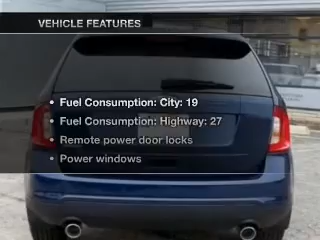 VEHICLE FEATURES
• Fuel Consumption: City: 19
• Fuel Consumption: Highway: 27
• Remote power door locks
• Power windows